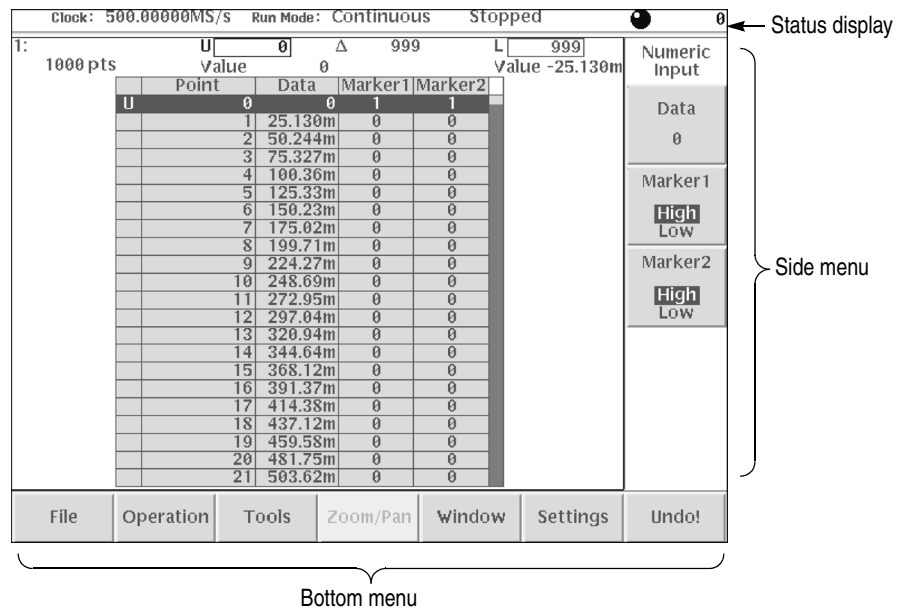 Clock: 500.00000MS/s Run Mode: Continuous Stopped 0
Status display
1: U 0 Δ 999 L 999
1000 pts Value 0 Value -25.130m
Numeric
Input
Point Data Marker1 Marker2
U 0 0 1 1
1 25.130m 0 0
2 50.244m 0 0
3 75.327m 0 0
4 100.36m 0 0
5 125.33m 0 0
6 150.23m 0 0
7 175.02m 0 0
8 199.71m 0 0
9 224.27m 0 0
10 248.69m 0 0
11 272.95m 0 0
12 297.04m 0 0
13 320.94m 0 0
14 344.64m 0 0
15 368.12m 0 0
16 391.37m 0 0
17 414.38m 0 0
18 437.12m 0 0
19 459.58m 0 0
20 481.75m 0 0
21 503.62m 0 0
Data
0
Marker1
High
Low
Marker2
High
Low
Side menu
File Operation Tools Zoom/Pan Window Settings Undo!
Bottom menu